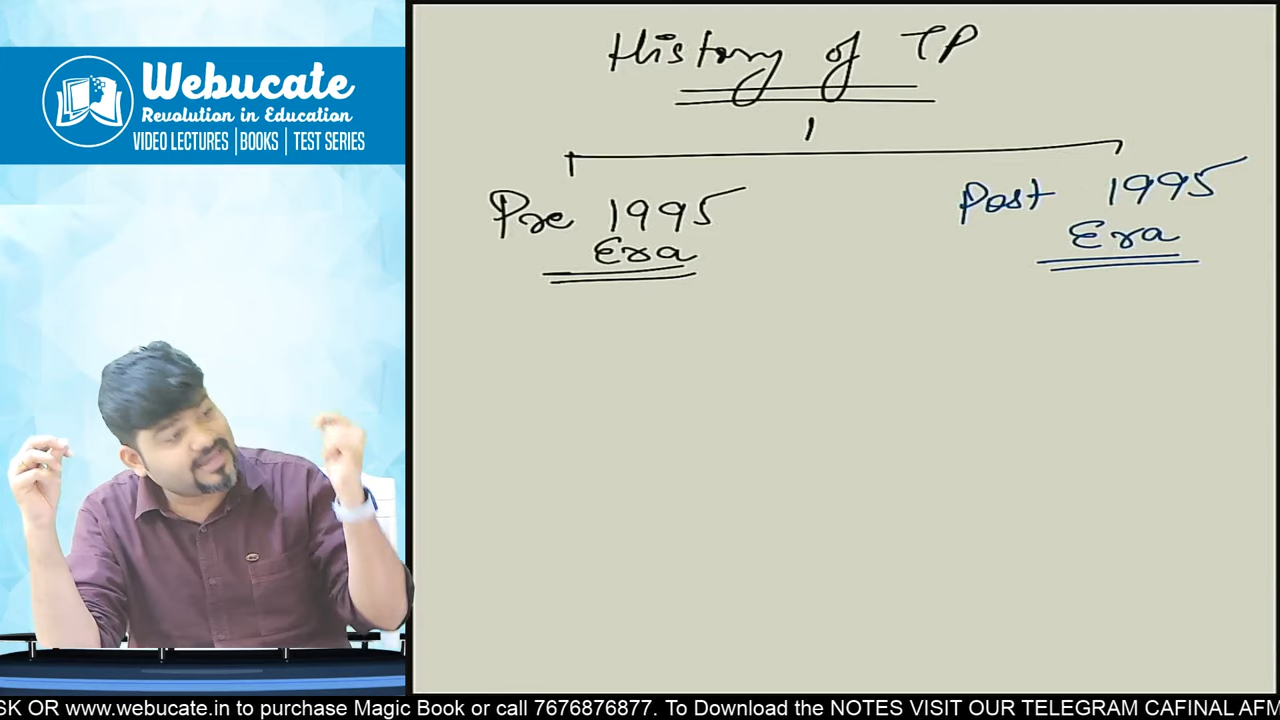 Webucate
Revolution in Education
VIDEO LECTURES | BOOKS | TEST SERIES
History of TP
Pre 1995
Era
Post 1995
Era
SK OR www.webucate.in to purchase Magic Book or call 7676876877. To Download the NOTES VISIT OUR TELEGRAM CAFINAL AFM